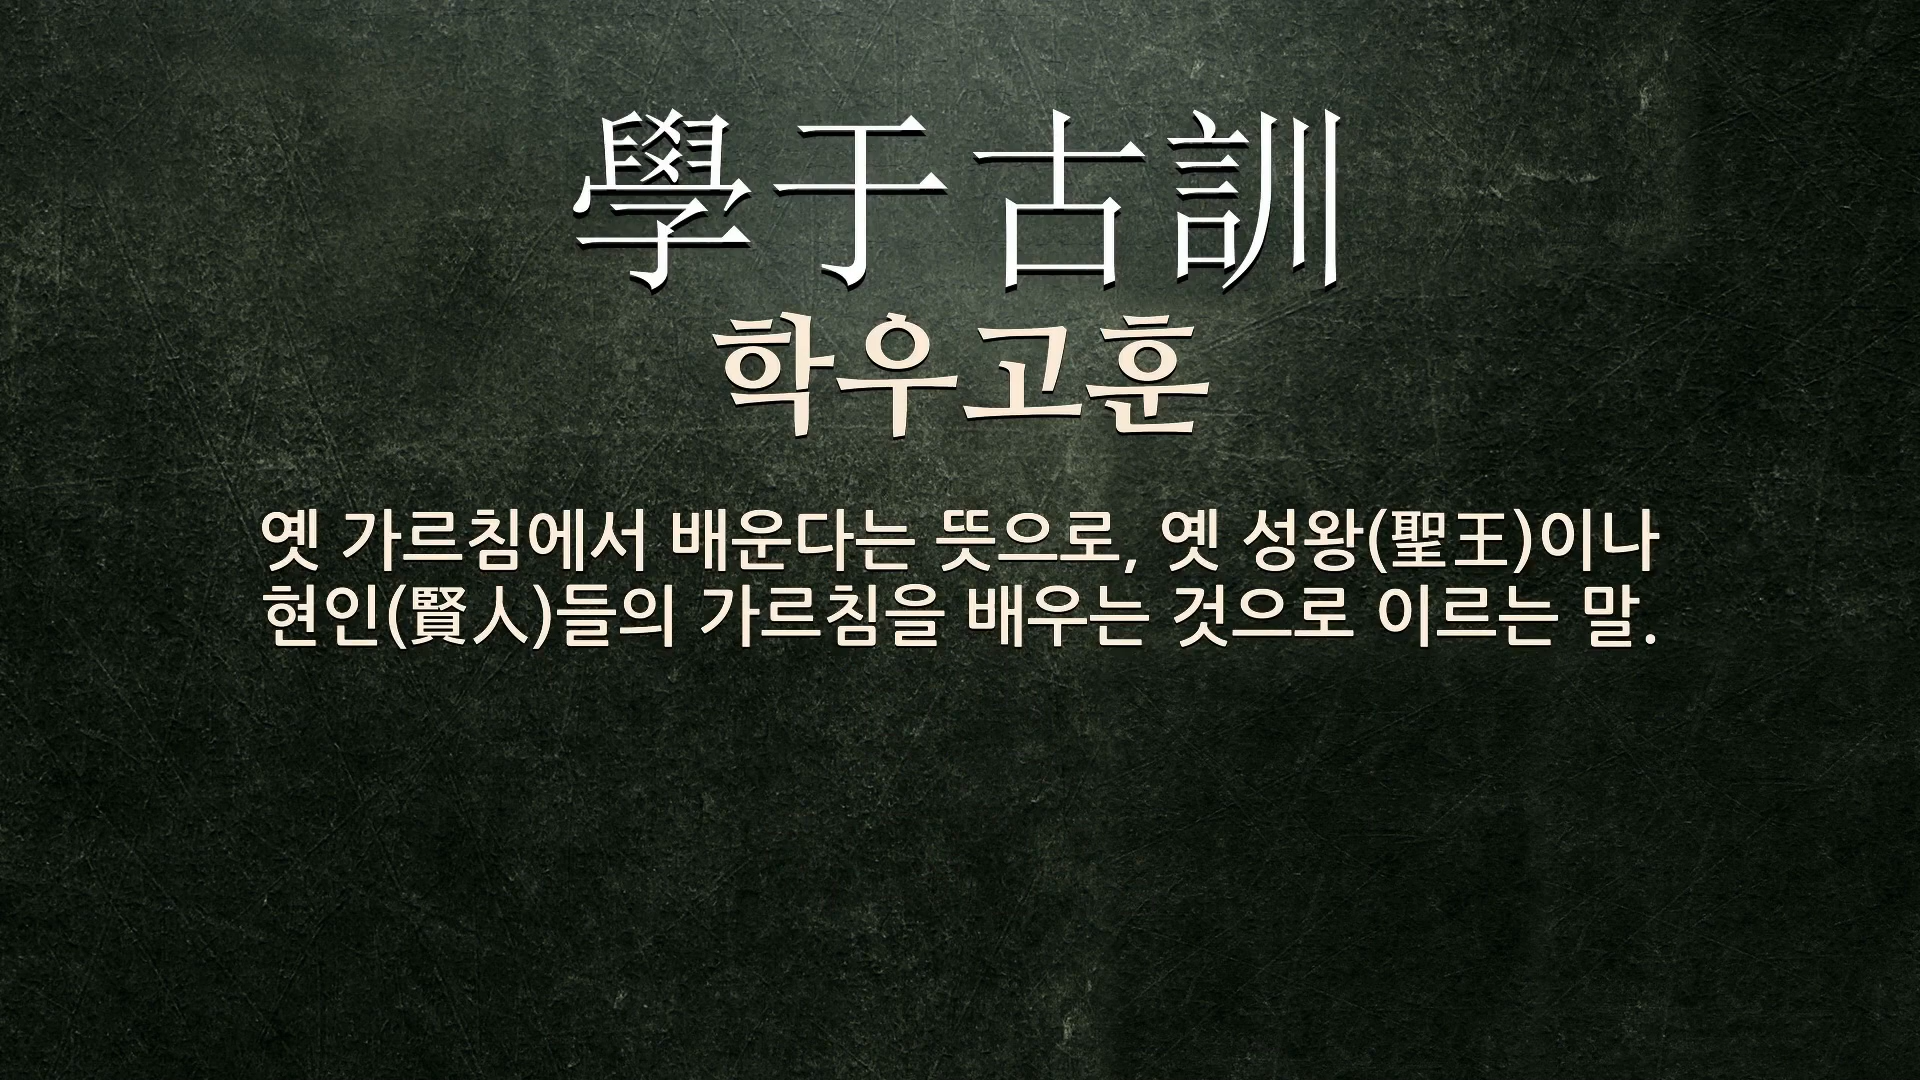 學于古訓
학우고훈
옛 가르침에서 배운다는 뜻으로, 옛 성왕(聖王)이나
현인(賢人)들의 가르침을 배우는 것으로 이르는 말.